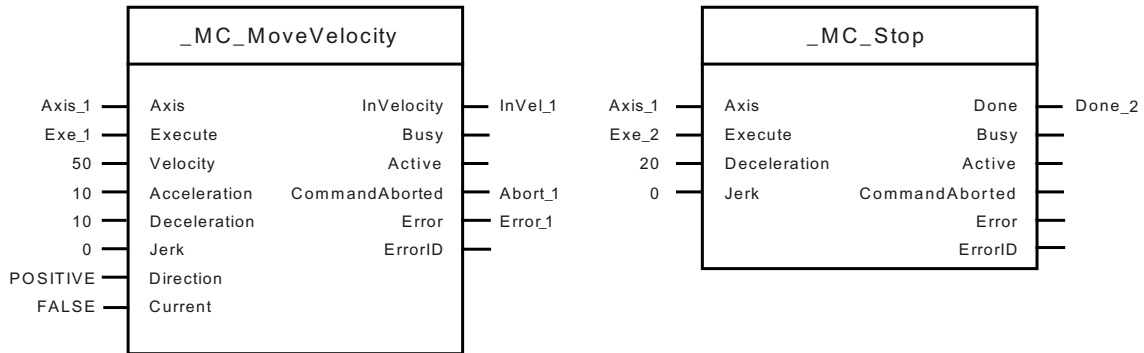 _MC_MoveVelocity
Axis_1 Axis InVelocity InVel_1
Exe_1 Execute Busy
50 Velocity Active
10 Acceleration CommandAborted Abort_1
10 Deceleration Error Error_1
0 Jerk ErrorID
POSITIVE Direction
FALSE Current
_MC_Stop
Axis_1 Axis Done Done_2
Exe_2 Execute Busy
20 Deceleration Active
0 Jerk CommandAborted
Error
ErrorID